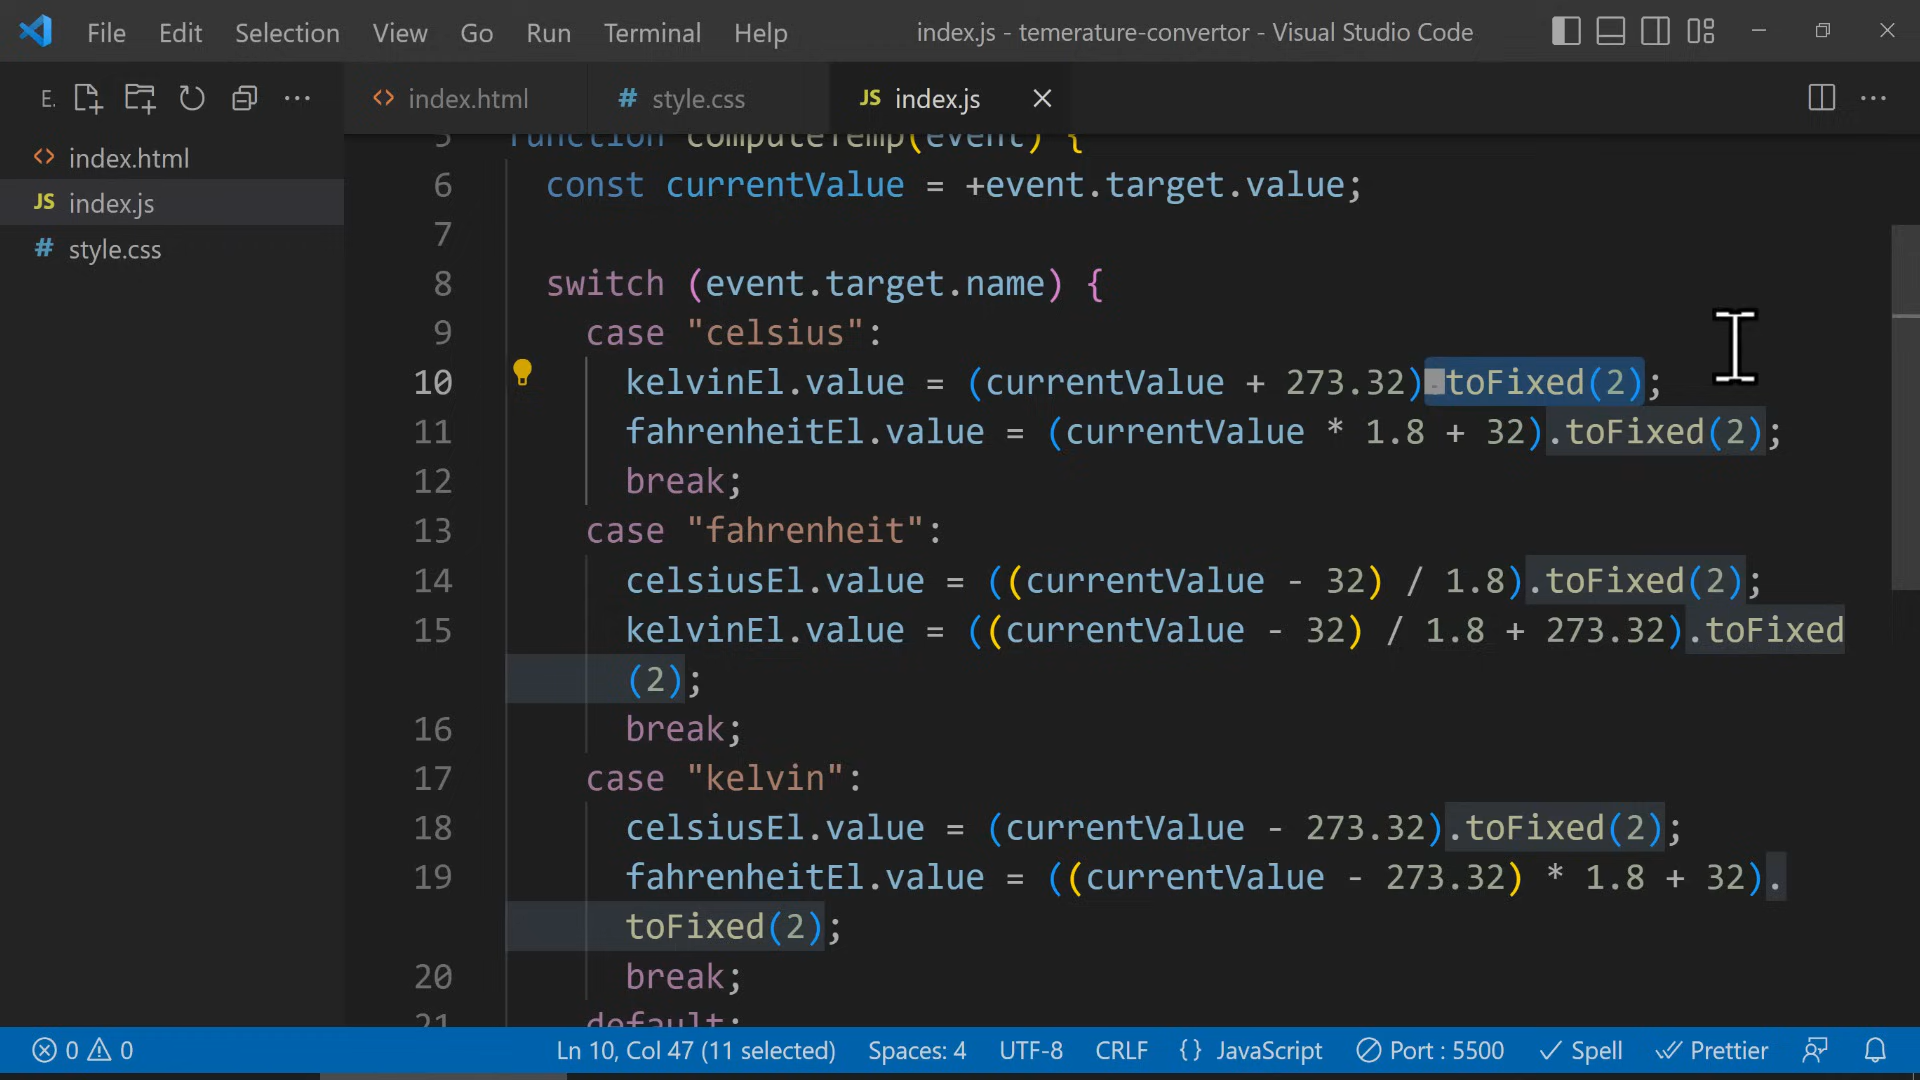 File Edit Selection View Go Run Terminal Help index.js - temerature-convertor - Visual Studio Code
E. ··· index.html # style.css JS index.js
index.html
JS index.js
# style.css
5 function computeTemp(event) {
6 const currentValue = +event.target.value;
7
8 switch (event.target.name) {
9 case "celsius":
10 kelvinEl.value = (currentValue + 273.32).toFixed(2);
11 fahrenheitEl.value = (currentValue * 1.8 + 32).toFixed(2);
12 break;
13 case "fahrenheit":
14 celsiusEl.value = ((currentValue - 32) / 1.8).toFixed(2);
15 kelvinEl.value = ((currentValue - 32) / 1.8 + 273.32).toFixed
(2);
16 break;
17 case "kelvin":
18 celsiusEl.value = (currentValue - 273.32).toFixed(2);
19 fahrenheitEl.value = ((currentValue - 273.32) * 1.8 + 32).
toFixed(2);
20 break;
21 default:
0 0 Ln 10, Col 47 (11 selected) Spaces: 4 UTF-8 CRLF {} JavaScript Port : 5500 Spell Prettier